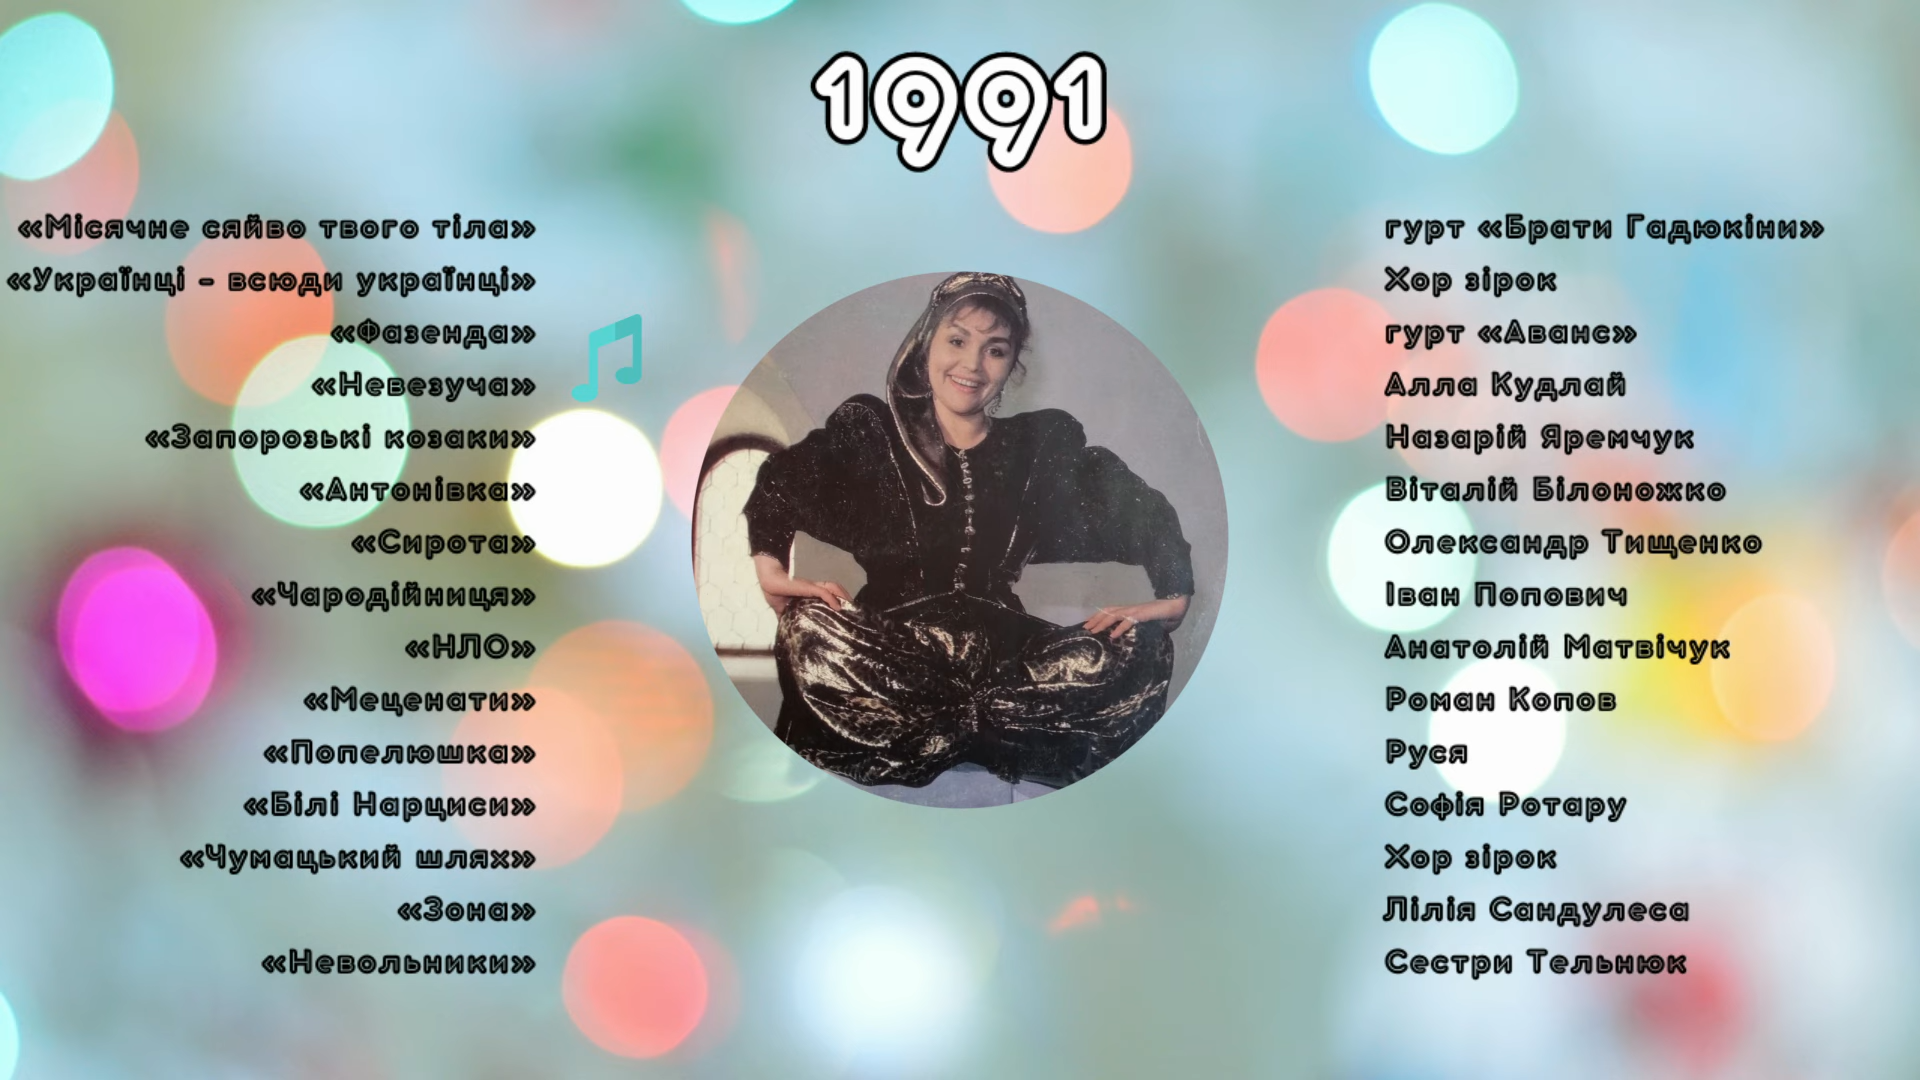 1991
«Місячне сяйво твого тіла» гурт «Брати Гадюкіни»
«Українці - всюди українці» Хор зірок
«Фазенда» гурт «Аванс»
«Невезуча» Алла Кудлай
«Запорозькі козаки» Назарій Яремчук
«Антонівка» Віталій Білоножко
«Сирота» Олександр Тищенко
«Чародійниця» Іван Попович
«НЛО» Анатолій Матвічук
«Меценати» Роман Копов
«Попелюшка» Руся
«Білі Нарциси» Софія Ротару
«Чумацький шлях» Хор зірок
«Зона» Лілія Сандулеса
«Невольники» Сестри Тельнюк